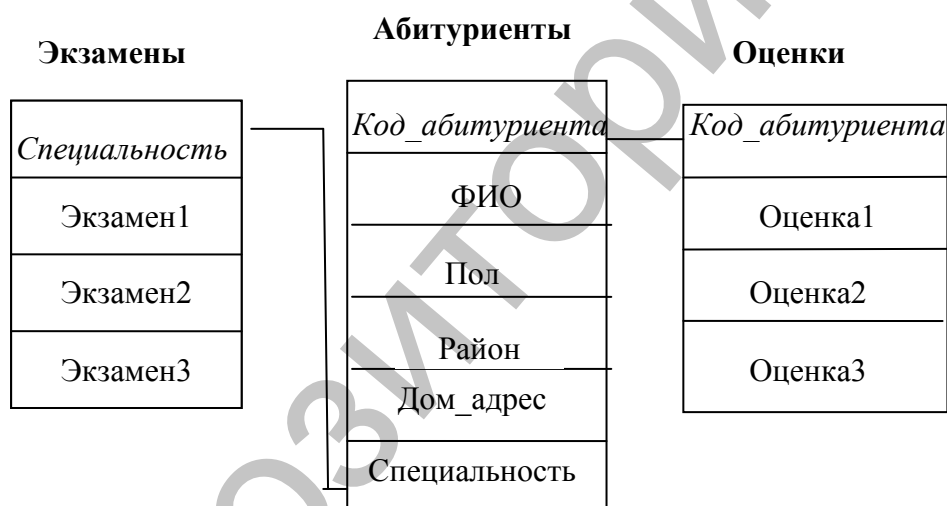 Экзамены
Специальность
Экзамен1
Экзамен2
Экзамен3
Абитуриенты
Код_абитуриента
ФИО
Пол
Район
Дом_адрес
Специальность
Оценки
Код_абитуриента
Оценка1
Оценка2
Оценка3